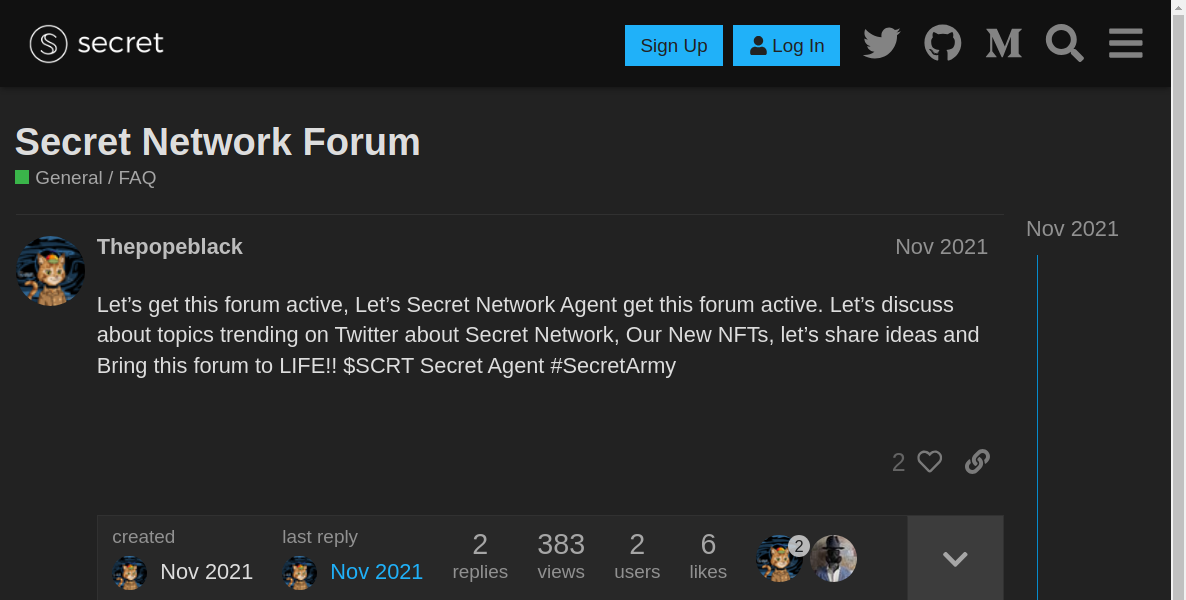 secret
Sign Up
Log In
Secret Network Forum
General / FAQ
Thepopeblack
Nov 2021
Nov 2021
Let’s get this forum active, Let’s Secret Network Agent get this forum active. Let’s discuss
about topics trending on Twitter about Secret Network, Our New NFTs, let’s share ideas and
Bring this forum to LIFE!! $SCRT Secret Agent #SecretArmy
2
created
Nov 2021
last reply
Nov 2021
2
replies
383
views
2
users
6
likes
2